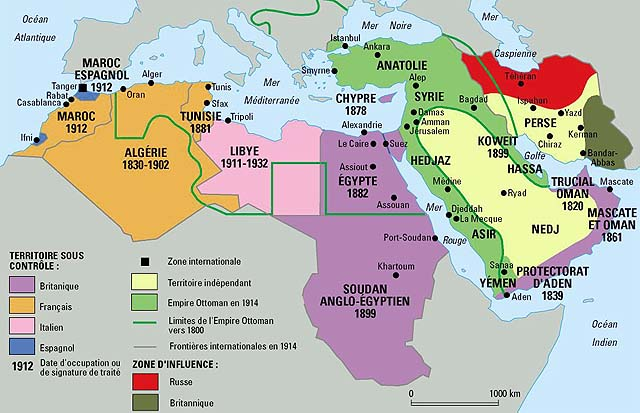 Océan
Atlantique
Mer Noire
Mer
Caspienne
Istanbul
Ankara
ANATOLIE
Smyrne
MAROC
ESPAGNOL
1912
Tanger
Rabat
Casablanca
Alger
Oran
Tunis
Sfax
Mer
Méditerranée
CHYPRE
1878
Alep
SYRIE
Téhéran
Ispahan
Yazd
PERSE
Kerman
Chiraz
Bandar-
Abbas
MAROC
1912
TUNISIE
1881
Tripoli
Damas
Bagdad
Amman
Jérusalem
Alexandrie
Le Caire
Suez
KOWEIT
1899
Golfe
Ifni
ALGÉRIE
1830-1902
LIBYE
1911-1932
Assiout
ÉGYPTE
1882
Assouan
HEDJAZ
Médine
HASSA
TRUCIAL
OMAN
1820
Mascate
Ryad
MASCATE
ET OMAN
1861
Mer
Rouge
Djeddah
La Mecque
ASIR
NEDJ
Port-Soudan
Khartoum
SOUDAN
ANGLO-ÉGYPTIEN
1899
Sanaa
YÉMEN
Aden
PROTECTORAT
D'ADEN
1839
Océan
Indien
TERRITOIRE SOUS
CONTRÔLE :
Britanique
Français
Italien
Espagnol
1912 Date d'occupation ou
de signature de traité
Zone internationale
Territoire indépendant
Empire Ottoman en 1914
Limites de l'Empire Ottoman
vers 1800
Frontières internationales en 1914
ZONE D'INFLUENCE :
Russe
Britannique
0 1000 km